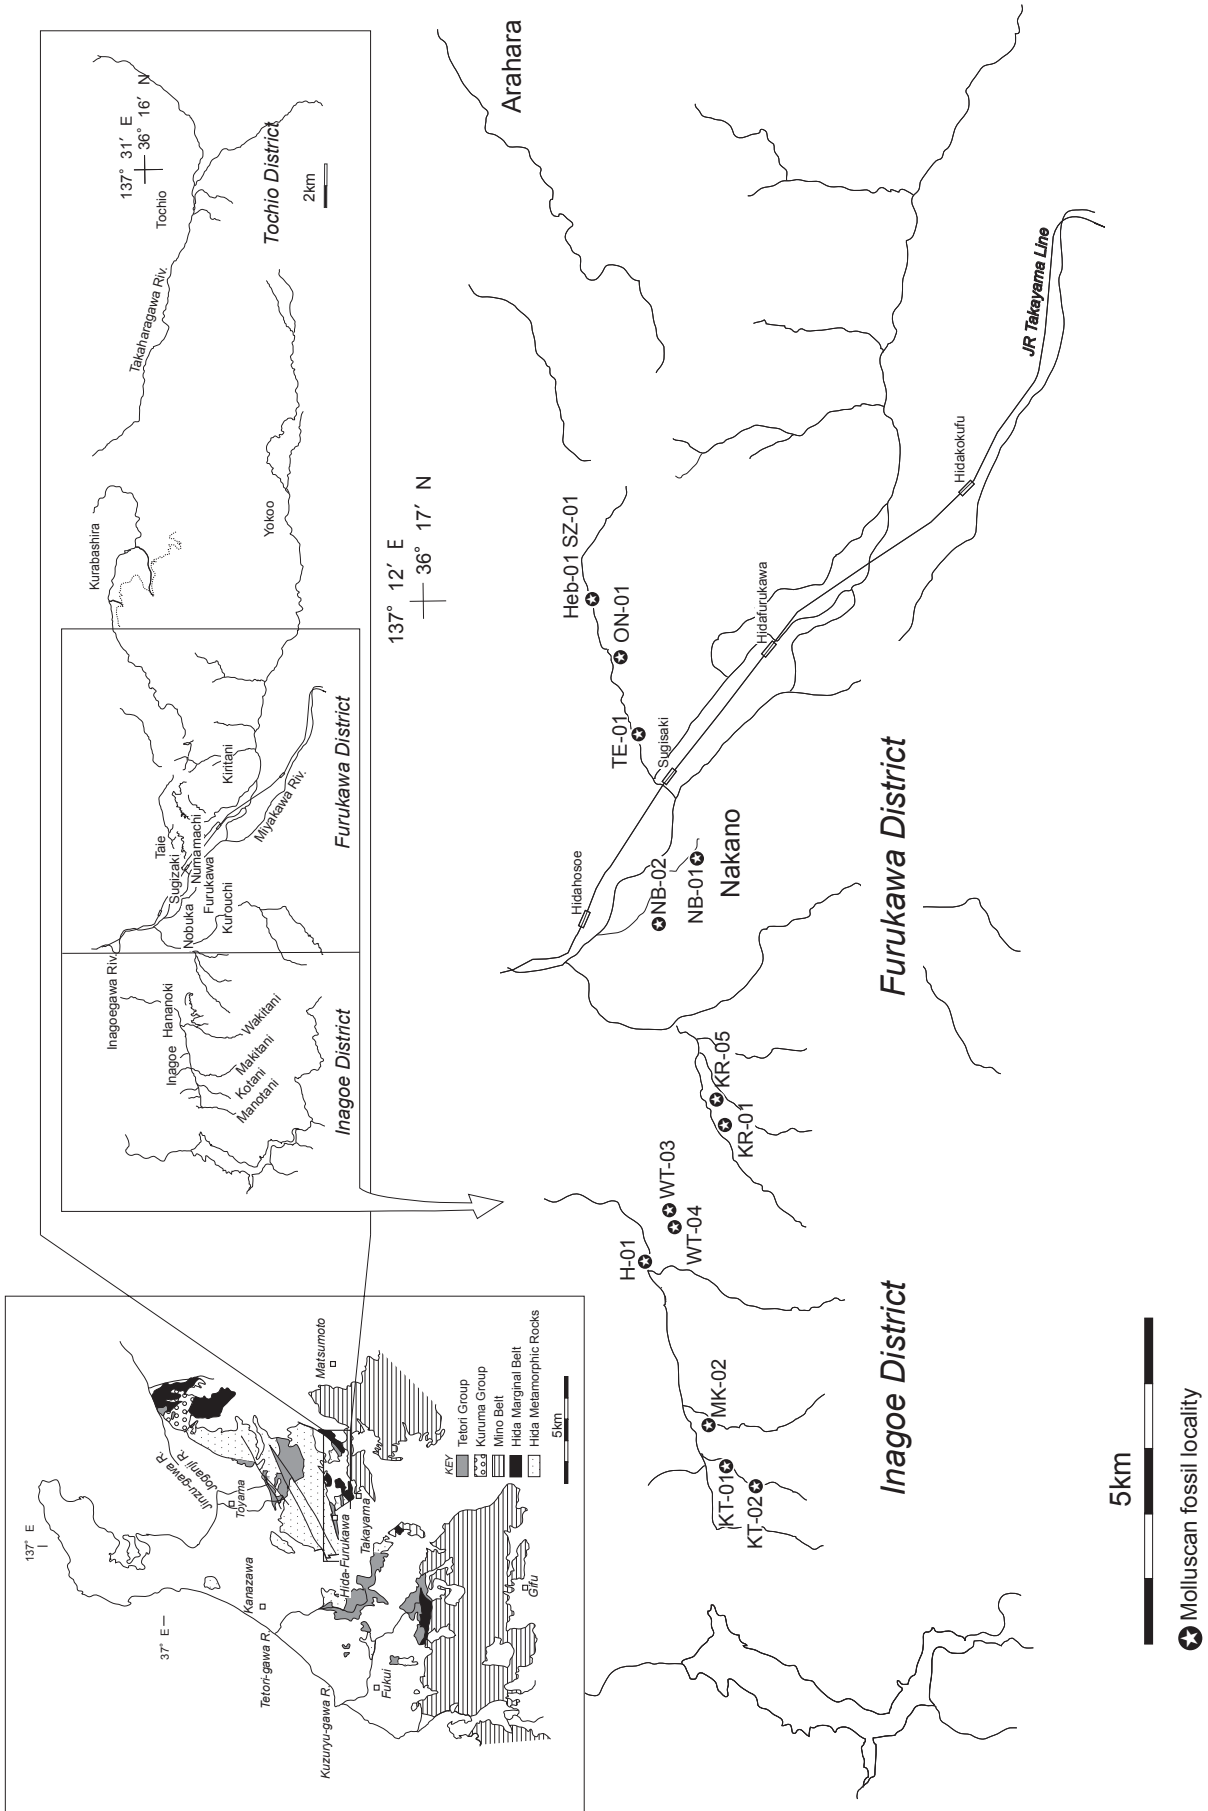 137° E
37° E
Jinzu-gawa R.
Joganji R.
Toyama
Kanazawa
Tetori-gawa R.
Hida-Furukawa
Takayama
Matsumoto
Fukui
Kuzuryu-gawa R.
Gifu
KEY
Tetori Group
Kuruma Group
Mino Belt
Hida Marginal Belt
Hida Metamorphic Rocks
5km
Inagoegawa Riv.
Hananoki
Inagoe
Wakitani
Makitani
Kotani
Manotani
Inagoe District
Taie
Sugizaki
Numamachi
Nobuka
Furukawa
Kurouchi
Kiritani
Miyakawa Riv.
Furukawa District
Kurabashira
Yokoo
Takaharagawa Riv.
Tochio
137° 31′ E
36° 16′ N
Tochio District
2km
137° 12′ E
36° 17′ N
Arahara
Heb-01 SZ-01
ON-01
TE-01
Sugisaki
Hidahosoe
NB-02
NB-01
Nakano
Hidafurukawa
Hidakokufu
JR Takayama Line
Furukawa District
KR-05
KR-01
WT-03
WT-04
H-01
MK-02
KT-01
KT-02
Inagoe District
5km
Molluscan fossil locality